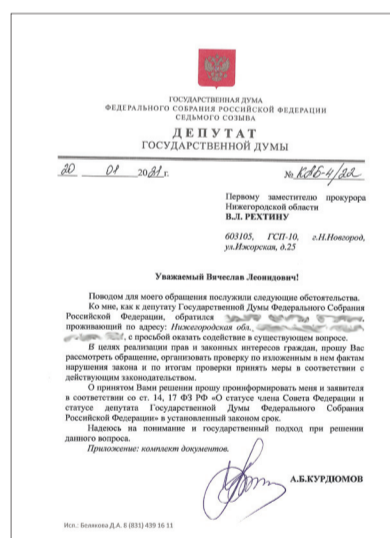 ГОСУДАРСТВЕННАЯ ДУМА
ФЕДЕРАЛЬНОГО СОБРАНИЯ РОССИЙСКОЙ ФЕДЕРАЦИИ
СЕДЬМОГО СОЗЫВА
ДЕПУТАТ
ГОСУДАРСТВЕННОЙ ДУМЫ
20 01 2021 г. № КАБ-4/22
Первому заместителю прокурора
Нижегородской области
В.Л. РЕХТИНУ
603105, ГСП-10, г.Н.Новгород,
ул.Ижорская, д.25
Уважаемый Вячеслав Леонидович!
Поводом для моего обращения послужили следующие обстоятельства.
Ко мне, как к депутату Государственной Думы Федерального Собрания
Российской Федерации, обратился
проживающий по адресу: Нижегородская обл.,
, с просьбой оказать содействие в существующем вопросе.
В целях реализации прав и законных интересов граждан, прошу Вас
рассмотреть обращение, организовать проверку по изложенным в нем фактам
нарушения закона и по итогам проверки принять меры в соответствии с
действующим законодательством.
О принятом Вами решении прошу проинформировать меня и заявителя
в соответствии со ст. 14, 17 ФЗ РФ «О статусе члена Совета Федерации и
статусе депутата Государственной Думы Федерального Собрания
Российской Федерации» в установленный законом срок.
Надеюсь на понимание и государственный подход при решении
данного вопроса.
Приложение: комплект документов.
А.Б.КУРДЮМОВ
Исп.: Белякова Д.А. 8 (831) 439 16 11